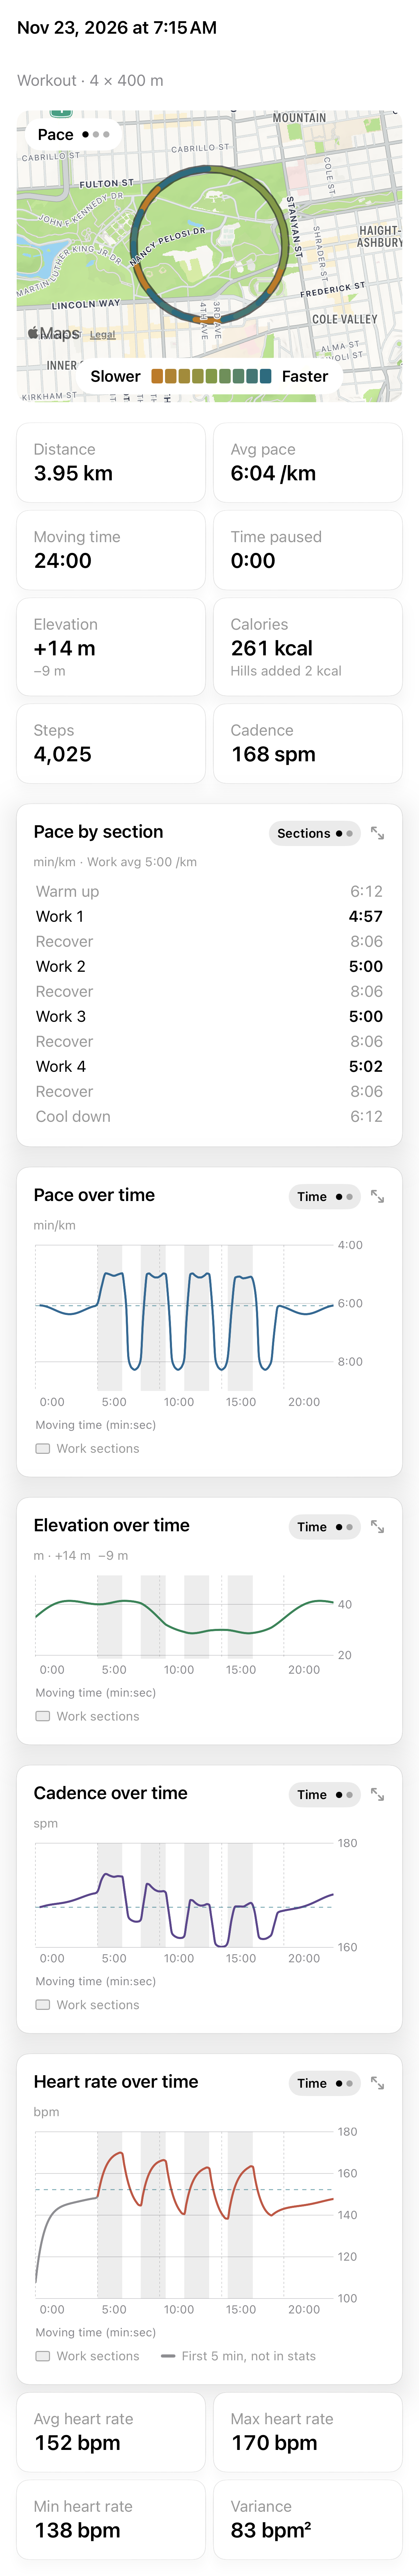 Nov 23, 2026 at 7:15 AM
Workout · 4 × 400 m
MOUNTAIN
Pace
CABRILLO ST
CABRILLO ST
FULTON ST
JOHN F KENNEDY DR
STANYAN ST
COLE ST
SHRADER ST
HAIGHT-
ASHBURY
NANCY PELOSI DR
MARTIN LUTHER KING JR DR
FREDERICK ST
LINCOLN WAY
4TH AVE
3RD AVE
COLE VALLEY
Maps
Legal
ALMA ST
INNER
Slower
Faster
KIRKHAM ST
Distance
3.95 km
Avg pace
6:04 /km
Moving time
24:00
Time paused
0:00
Elevation
+14 m
−9 m
Calories
261 kcal
Hills added 2 kcal
Steps
4,025
Cadence
168 spm
Pace by section
Sections
min/km · Work avg 5:00 /km
Warm up 6:12
Work 1 4:57
Recover 8:06
Work 2 5:00
Recover 8:06
Work 3 5:00
Recover 8:06
Work 4 5:02
Recover 8:06
Cool down 6:12
Pace over time
Time
min/km
4:00
6:00
8:00
0:00 5:00 10:00 15:00 20:00
Moving time (min:sec)
Work sections
Elevation over time
Time
m · +14 m −9 m
40
20
0:00 5:00 10:00 15:00 20:00
Moving time (min:sec)
Work sections
Cadence over time
Time
spm
180
160
0:00 5:00 10:00 15:00 20:00
Moving time (min:sec)
Work sections
Heart rate over time
Time
bpm
180
160
140
120
100
0:00 5:00 10:00 15:00 20:00
Moving time (min:sec)
Work sections First 5 min, not in stats
Avg heart rate
152 bpm
Max heart rate
170 bpm
Min heart rate
138 bpm
Variance
83 bpm²